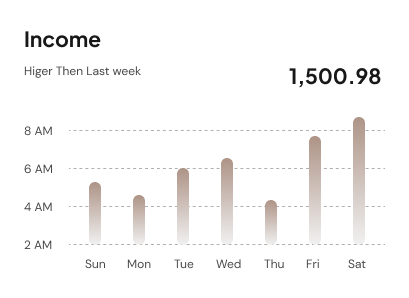 Income
Higer Then Last week
1,500.98
8 AM
6 AM
4 AM
2 AM
Sun Mon Tue Wed Thu Fri Sat